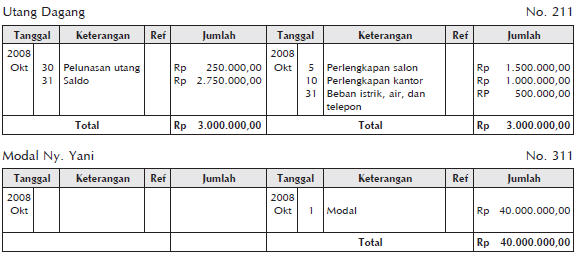 Utang Dagang No. 211
Tanggal Keterangan Ref Jumlah Tanggal Keterangan Ref Jumlah
2008 2008
Okt 30 Pelunasan utang Rp 250.000,00 Okt 5 Perlengkapan salon Rp 1.500.000,00
31 Saldo Rp 2.750.000,00 10 Perlengkapan kantor Rp 1.000.000,00
31 Beban istrik, air, dan RP 500.000,00
telepon
Total Rp 3.000.000,00 Total Rp 3.000.000,00
Modal Ny. Yani No. 311
Tanggal Keterangan Ref Jumlah Tanggal Keterangan Ref Jumlah
2008 2008
Okt Okt 1 Modal Rp 40.000.000,00
Total Rp 40.000.000,00